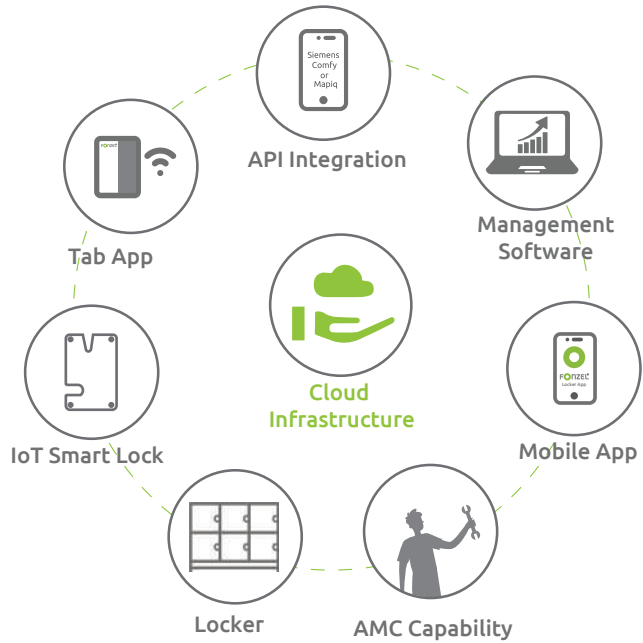 Siemens
Comfy
or
Mapiq
API Integration
FONZEL
Tab App
Management
Software
Cloud
Infrastructure
IoT Smart Lock
FONZEL
Locker App
Mobile App
Locker
AMC Capability